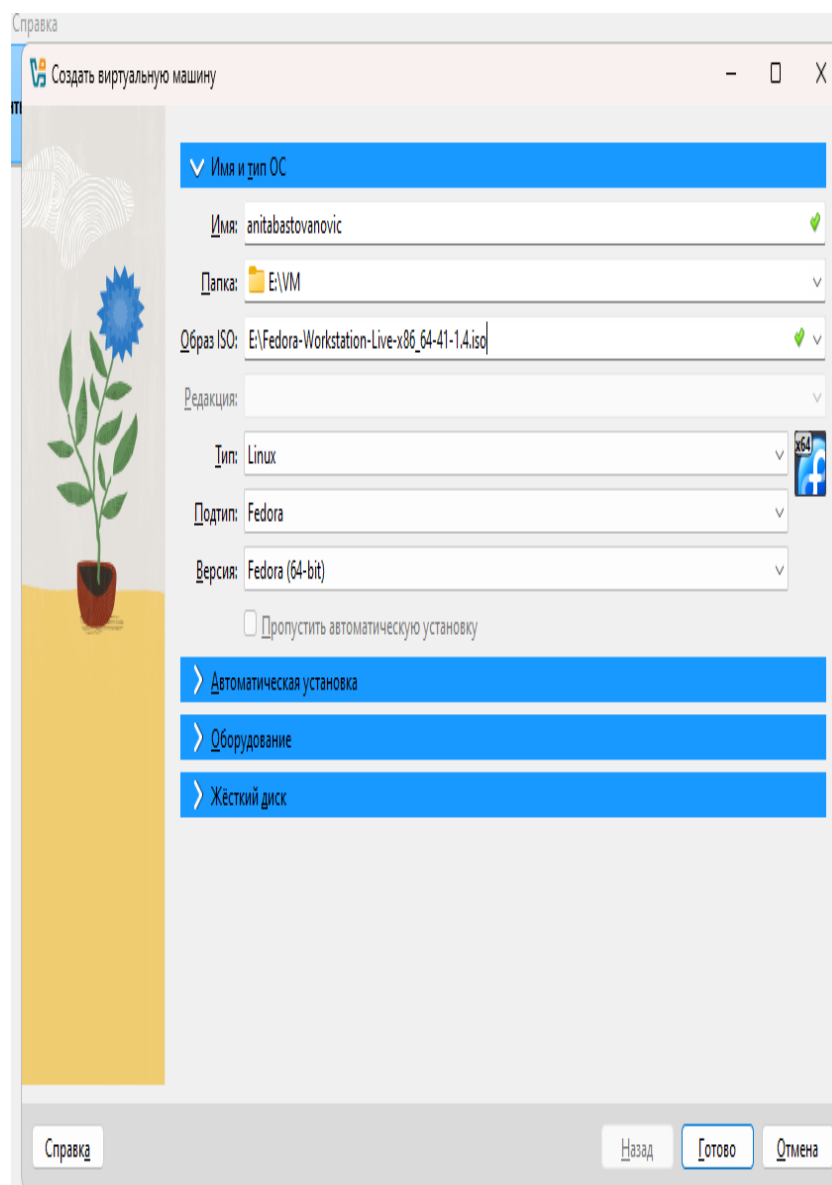 Справка
Создать виртуальную машину
Имя и тип ОС
Имя: anitabastovanovic
Папка: E:\VM
Образ ISO: E:\Fedora-Workstation-Live-x86_64-41-1.4.iso
Редакция:
Тип: Linux
x64
Подтип: Fedora
Версия: Fedora (64-bit)
Пропустить автоматическую установку
Автоматическая установка
Оборудование
Жёсткий диск
Справка
Назад
Готово
Отмена